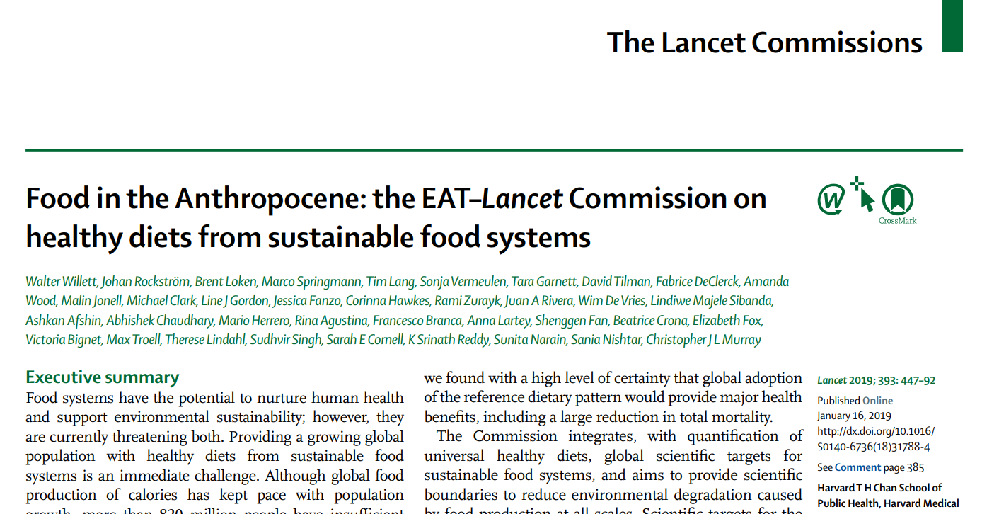 The Lancet Commissions
Food in the Anthropocene: the EAT–Lancet Commission on
healthy diets from sustainable food systems
W
CrossMark
Walter Willett, Johan Rockström, Brent Loken, Marco Springmann, Tim Lang, Sonja Vermeulen, Tara Garnett, David Tilman, Fabrice DeClerck, Amanda
Wood, Malin Jonell, Michael Clark, Line J Gordon, Jessica Fanzo, Corinna Hawkes, Rami Zurayk, Juan A Rivera, Wim De Vries, Lindiwe Majele Sibanda,
Ashkan Afshin, Abhishek Chaudhary, Mario Herrero, Rina Agustina, Francesco Branca, Anna Lartey, Shenggen Fan, Beatrice Crona, Elizabeth Fox,
Victoria Bignet, Max Troell, Therese Lindahl, Sudhvir Singh, Sarah E Cornell, K Srinath Reddy, Sunita Narain, Sania Nishtar, Christopher J L Murray
Executive summary
Food systems have the potential to nurture human health
and support environmental sustainability; however, they
are currently threatening both. Providing a growing global
population with healthy diets from sustainable food
systems is an immediate challenge. Although global food
production of calories has kept pace with population
growth, more than 820 million people have insufficient
we found with a high level of certainty that global adoption
of the reference dietary pattern would provide major health
benefits, including a large reduction in total mortality.
The Commission integrates, with quantification of
universal healthy diets, global scientific targets for
sustainable food systems, and aims to provide scientific
boundaries to reduce environmental degradation caused
by food production at all scales. Scientific targets for the
Lancet 2019; 393: 447–92
Published Online
January 16, 2019
http://dx.doi.org/10.1016/
S0140-6736(18)31788-4
See Comment page 385
Harvard T H Chan School of
Public Health, Harvard Medical